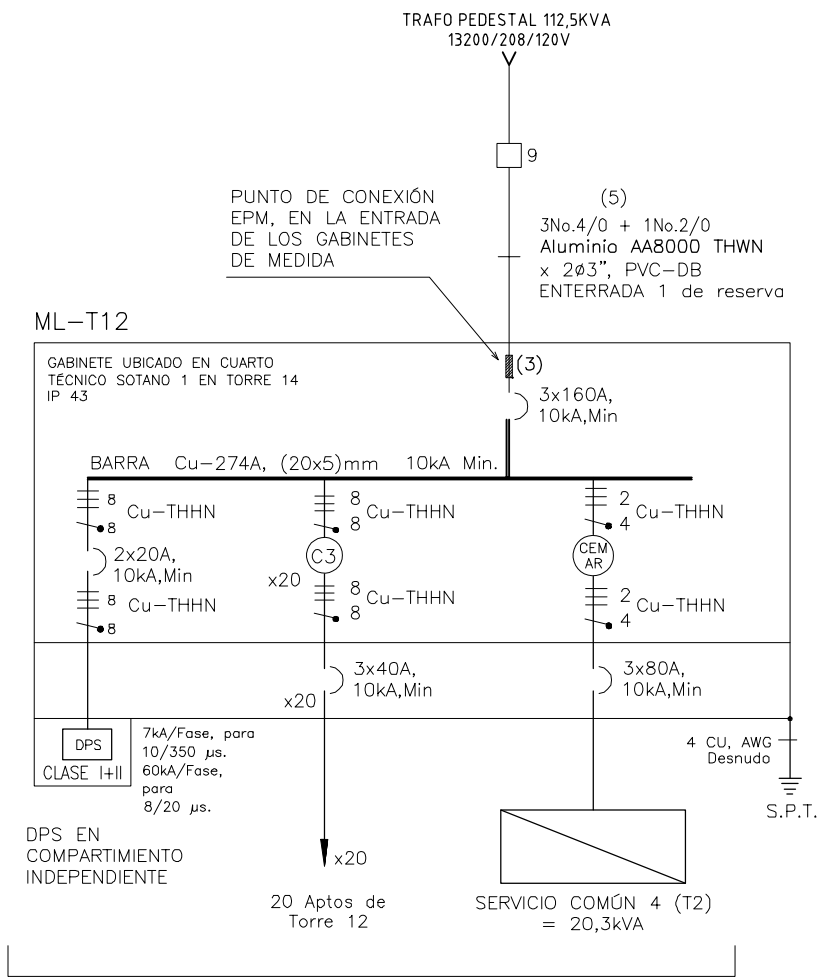 TRAFO PEDESTAL 112,5KVA
13200/208/120V
9
PUNTO DE CONEXIÓN
EPM, EN LA ENTRADA
DE LOS GABINETES
DE MEDIDA
(5)
3No.4/0 + 1No.2/0
Aluminio AA8000 THWN
x 2ø3”, PVC-DB
ENTERRADA 1 de reserva
ML-T12
GABINETE UBICADO EN CUARTO
TÉCNICO SOTANO 1 EN TORRE 14
IP 43
(3)
3x160A,
10kA,Min
BARRA Cu-274A, (20x5)mm 10kA Min.
8
8
Cu-THHN
2x20A,
10kA,Min
8
8
Cu-THHN
8
8
Cu-THHN
C3
x20
8
8
Cu-THHN
2
4
Cu-THHN
CEM
AR
2
4
Cu-THHN
x20
3x40A,
10kA,Min
3x80A,
10kA,Min
DPS
CLASE I+II
7kA/Fase, para
10/350 µs.
60kA/Fase,
para
8/20 µs.
4 CU, AWG
Desnudo
S.P.T.
DPS EN
COMPARTIMIENTO
INDEPENDIENTE
x20
20 Aptos de
Torre 12
SERVICIO COMÚN 4 (T2)
= 20,3kVA